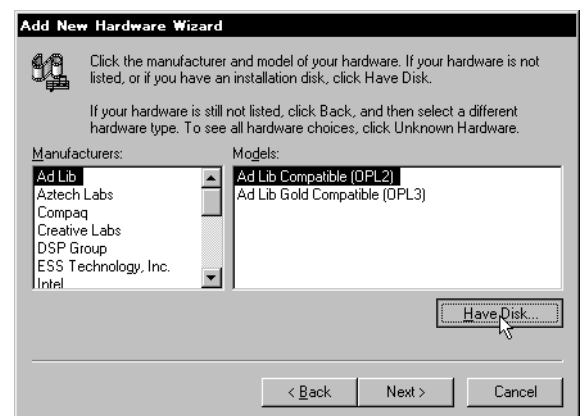 Add New Hardware Wizard
Click the manufacturer and model of your hardware. If your hardware is not
listed, or if you have an installation disk, click Have Disk.
If your hardware is still not listed, click Back, and then select a different
hardware type. To see all hardware choices, click Unknown Hardware.
Manufacturers:
Ad Lib
Aztech Labs
Compaq
Creative Labs
DSP Group
ESS Technology, Inc.
Intel
Models:
Ad Lib Compatible (OPL2)
Ad Lib Gold Compatible (OPL3)
Have Disk...
< Back
Next >
Cancel